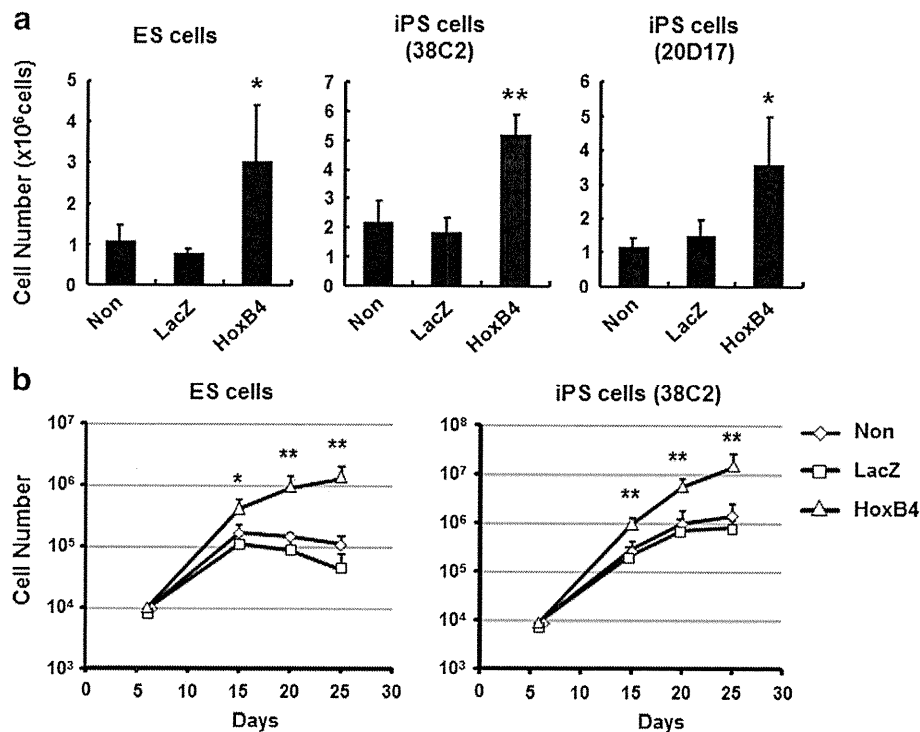 a
ES cells
iPS cells
(38C2)
iPS cells
(20D17)
Cell Number (x10⁶cells)
5
4
3
2
1
0
*
Non
LacZ
HoxB4
7
6
5
4
3
2
1
0
**
Non
LacZ
HoxB4
6
5
4
3
2
1
0
*
Non
LacZ
HoxB4
b
ES cells
Cell Number
10⁷
10⁶
10⁵
10⁴
10³
* ** **
0 5 10 15 20 25 30
Days
iPS cells (38C2)
10⁸
10⁷
10⁶
10⁵
10⁴
10³
** ** **
0 5 10 15 20 25 30
Days
Non
LacZ
HoxB4